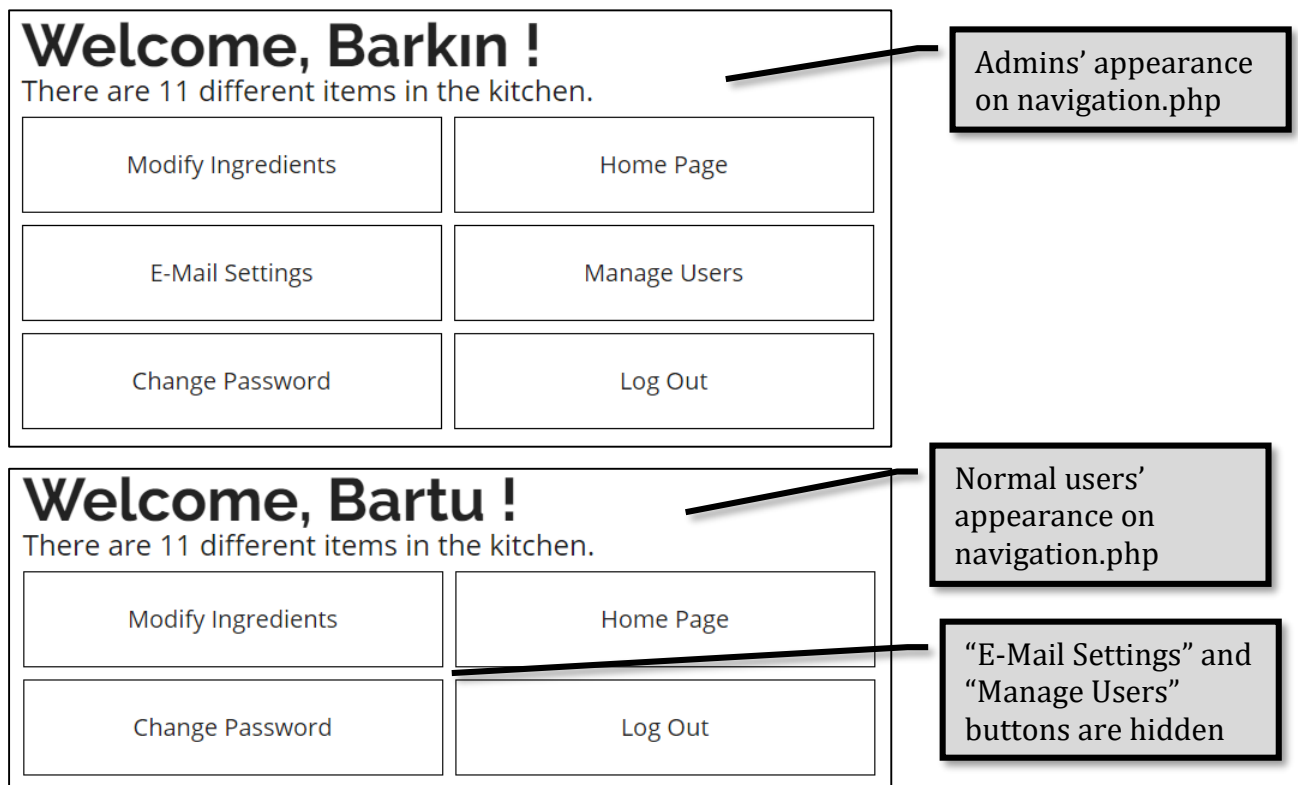 Welcome, Barkın !
There are 11 different items in the kitchen.
Modify Ingredients
Home Page
E-Mail Settings
Manage Users
Change Password
Log Out
Admins’ appearance
on navigation.php
Welcome, Bartu !
There are 11 different items in the kitchen.
Modify Ingredients
Home Page
Change Password
Log Out
Normal users’
appearance on
navigation.php
“E-Mail Settings” and
“Manage Users”
buttons are hidden